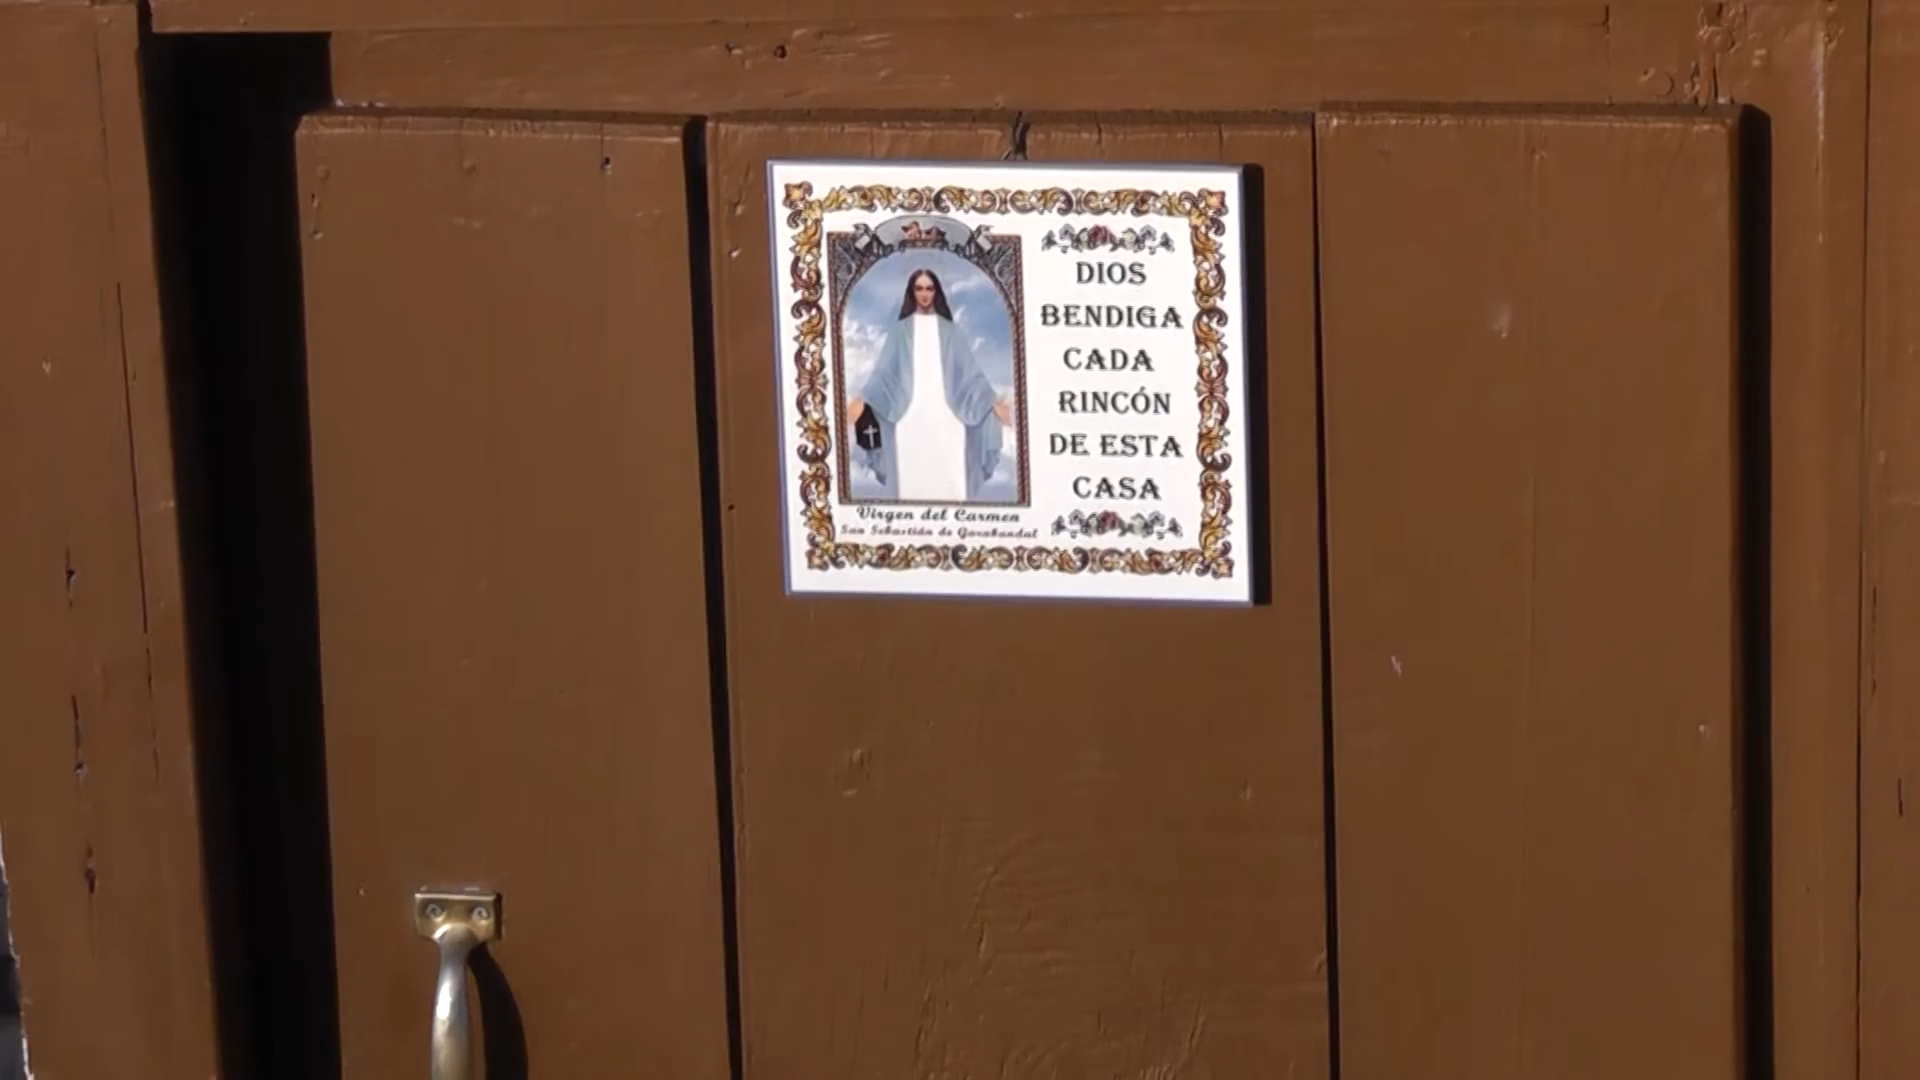 DIOS
BENDIGA
CADA
RINCÓN
DE ESTA
CASA
Virgen del Carmen
San Sebastián de Garabandal